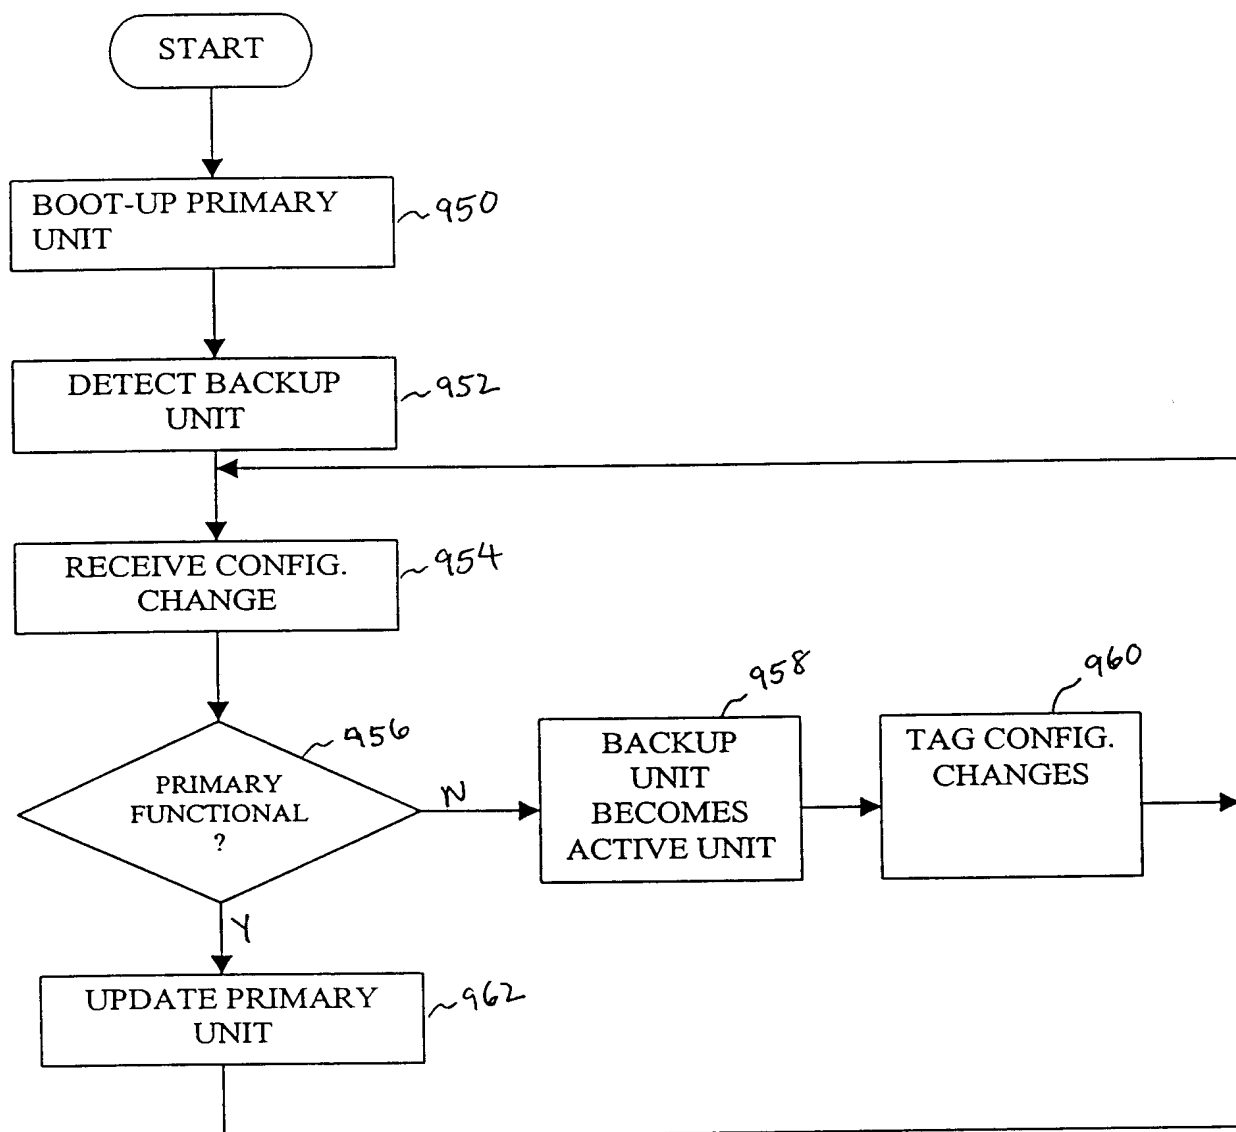 START
BOOT-UP PRIMARY
UNIT
~950
DETECT BACKUP
UNIT
~952
RECEIVE CONFIG.
CHANGE
~954
PRIMARY
FUNCTIONAL
?
956
N
Y
BACKUP
UNIT
BECOMES
ACTIVE UNIT
958
TAG CONFIG.
CHANGES
960
UPDATE PRIMARY
UNIT
~962